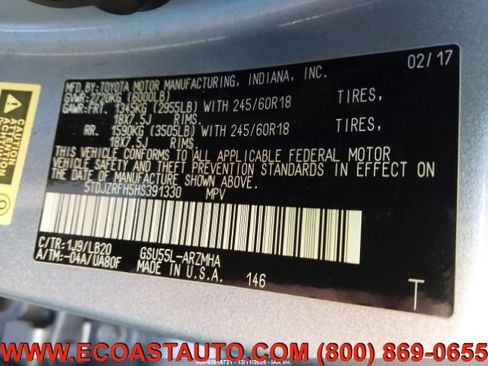 MFD. BY: TOYOTA MOTOR MANUFACTURING, INDIANA, INC. 02/17
GVWR: 2720KG (6000LB)
GAWR: FRT. 1345KG (2955LB) WITH 245/60R18 TIRES,
18X7.5J RIMS.
RR. 1590KG (3505LB) WITH 245/60R18 TIRES,
18X7.5J RIMS.
THIS VEHICLE CONFORMS TO ALL APPLICABLE FEDERAL MOTOR
VEHICLE SAFETY AND THEFT PREVENTION STANDARDS IN EFFECT ON
THE DATE OF MANUFACTURE SHOWN ABOVE.
5TDJZRFH5HS391330 MPV
C/TR: 1J9/LB20 GSU55L-ARZMHA
A/TM: -04A/UA80F MADE IN U.S.A. 146
T
CAUTION
WWW.ECOASTAUTO.COM (800) 869-0655